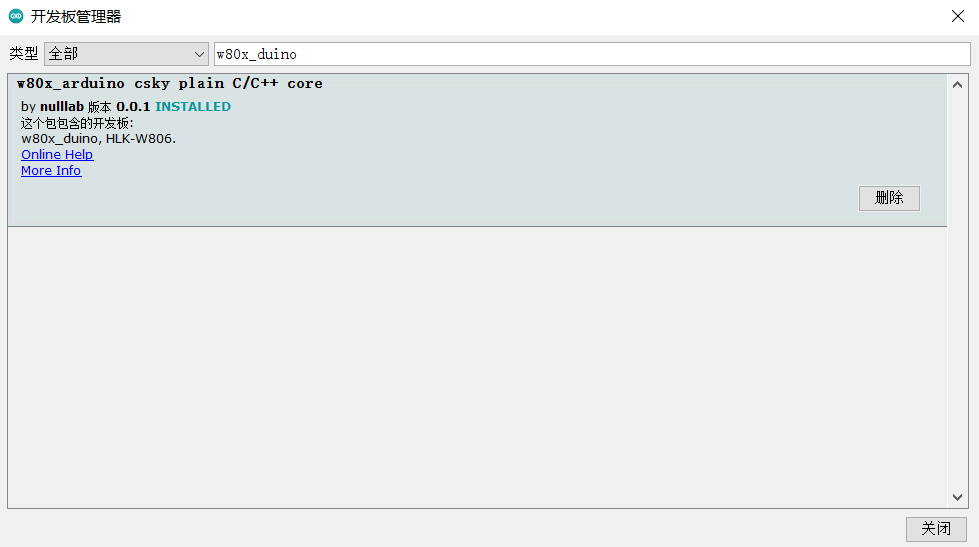 开发板管理器
类型 全部 w80x_duino
w80x_arduino csky plain C/C++ core
by nulllab 版本 0.0.1 INSTALLED
这个包包含的开发板:
w80x_duino, HLK-W806.
Online Help
More Info
删除
关闭